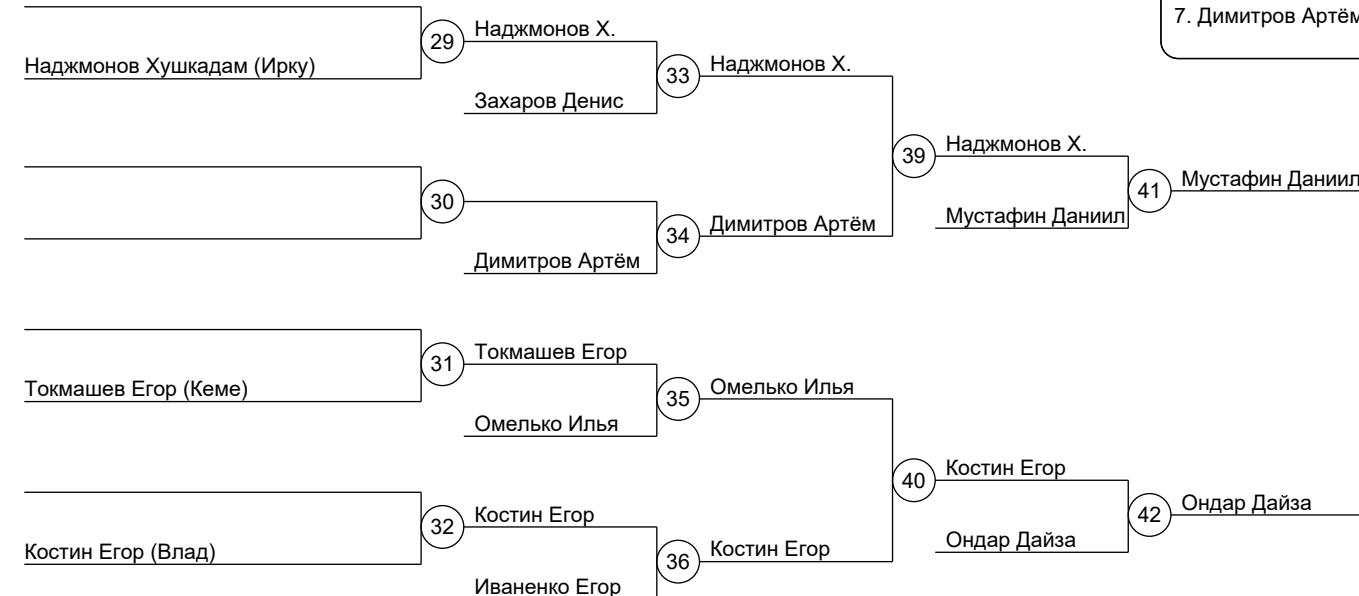 7. Димитров Артём
29
Наджмонов Х.
Наджмонов Хушкадам (Ирку)
33
Наджмонов Х.
Захаров Денис
39
Наджмонов Х.
30
41
Мустафин Даниил
34
Димитров Артём
Мустафин Даниил
Димитров Артём
31
Токмашев Егор
Токмашев Егор (Кеме)
35
Омелько Илья
Омелько Илья
40
Костин Егор
32
Костин Егор
42
Ондар Дайза
Костин Егор (Влад)
36
Костин Егор
Ондар Дайза
Иваненко Егор